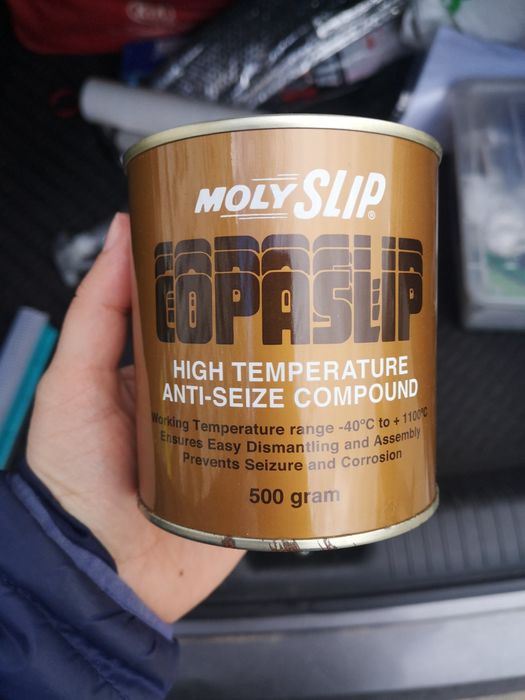 MOLYSLIP®
COPASLIP
HIGH TEMPERATURE
ANTI-SEIZE COMPOUND
Working Temperature range -40°C to + 1100°C
Ensures Easy Dismantling and Assembly
Prevents Seizure and Corrosion
500 gram